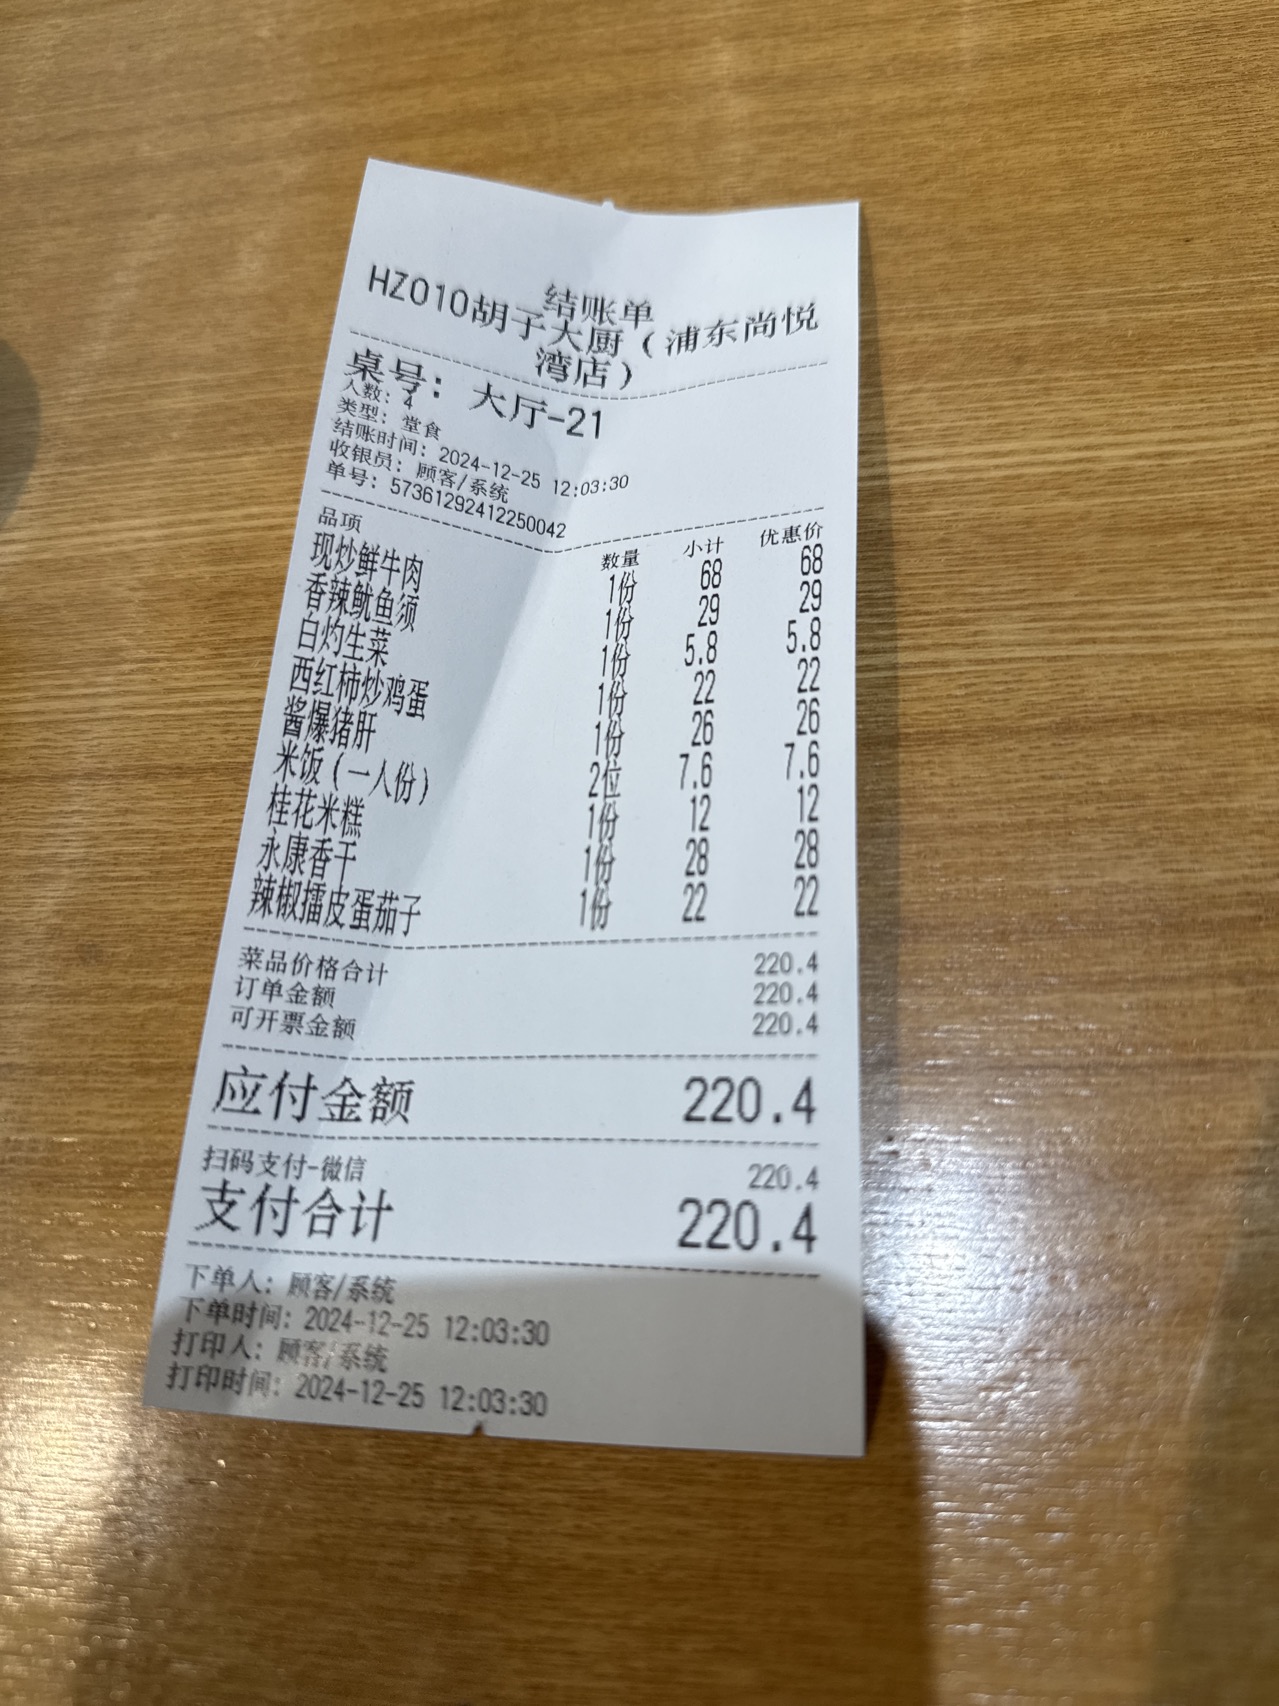 结账单
HZ010胡子大厨（浦东尚悦
湾店）
桌号： 大厅-21
人数： 4
类型： 堂食
结账时间： 2024-12-25 12:03:30
收银员： 顾客/系统
单号： 57361292412250042
品项 数量 小计 优惠价
现炒鲜牛肉 1份 68 68
香辣鱿鱼须 1份 29 29
白灼生菜 1份 5.8 5.8
西红柿炒鸡蛋 1份 22 22
酱爆猪肝 1份 26 26
米饭（一人份） 2位 7.6 7.6
桂花米糕 1份 12 12
永康香干 1份 28 28
辣椒擂皮蛋茄子 1份 22 22
菜品价格合计 220.4
订单金额 220.4
可开票金额 220.4
应付金额 220.4
扫码支付-微信 220.4
支付合计 220.4
下单人： 顾客/系统
下单时间： 2024-12-25 12:03:30
打印人： 顾客/系统
打印时间： 2024-12-25 12:03:30